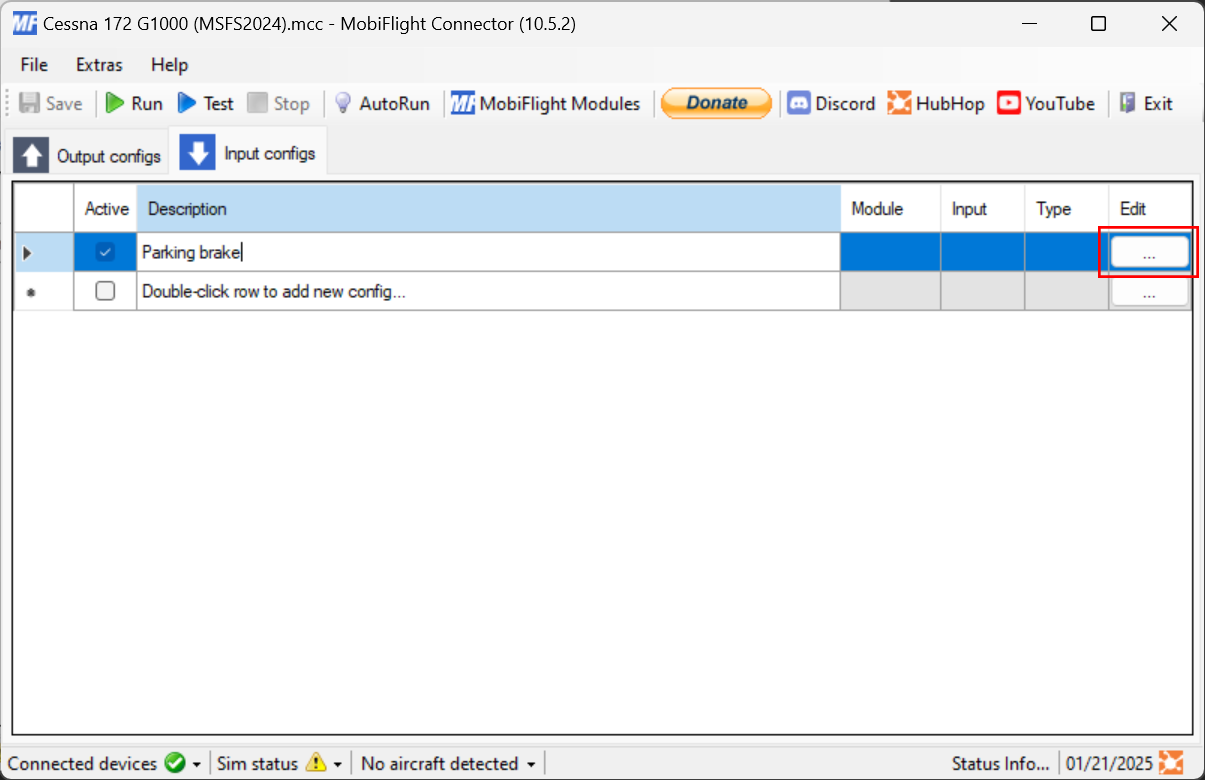 MF Cessna 172 G1000 (MSFS2024).mcc - MobiFlight Connector (10.5.2)
File Extras Help
Save Run Test Stop AutoRun MF MobiFlight Modules Donate Discord HubHop YouTube Exit
Output configs Input configs
Active Description Module Input Type Edit
Parking brake ...
Double-click row to add new config... ...
Connected devices Sim status No aircraft detected Status Info... 01/21/2025